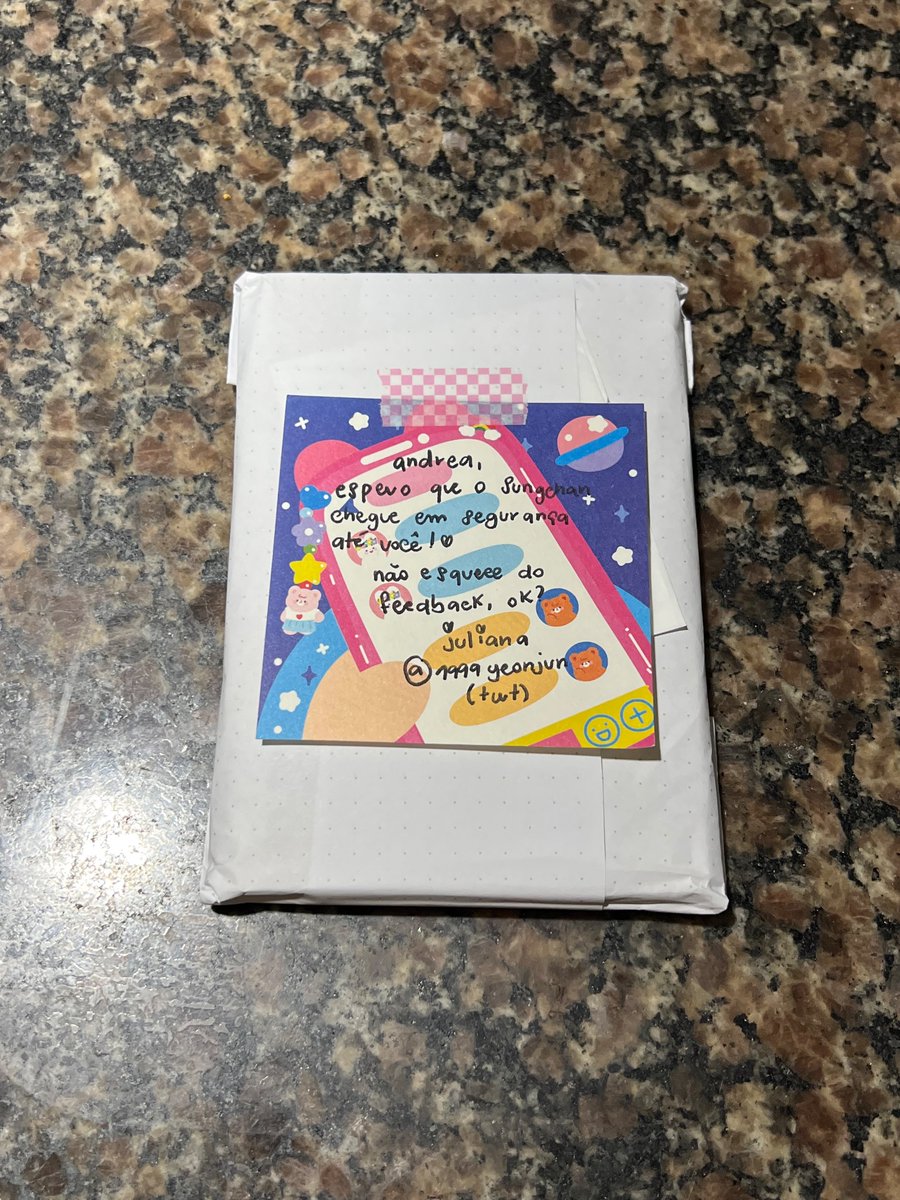 andrea,
espero que o Sungchan
chegue em segurança
até você!♡
não esquece do
feedback, ok?
juliana
@1999yeonjun
(twt)